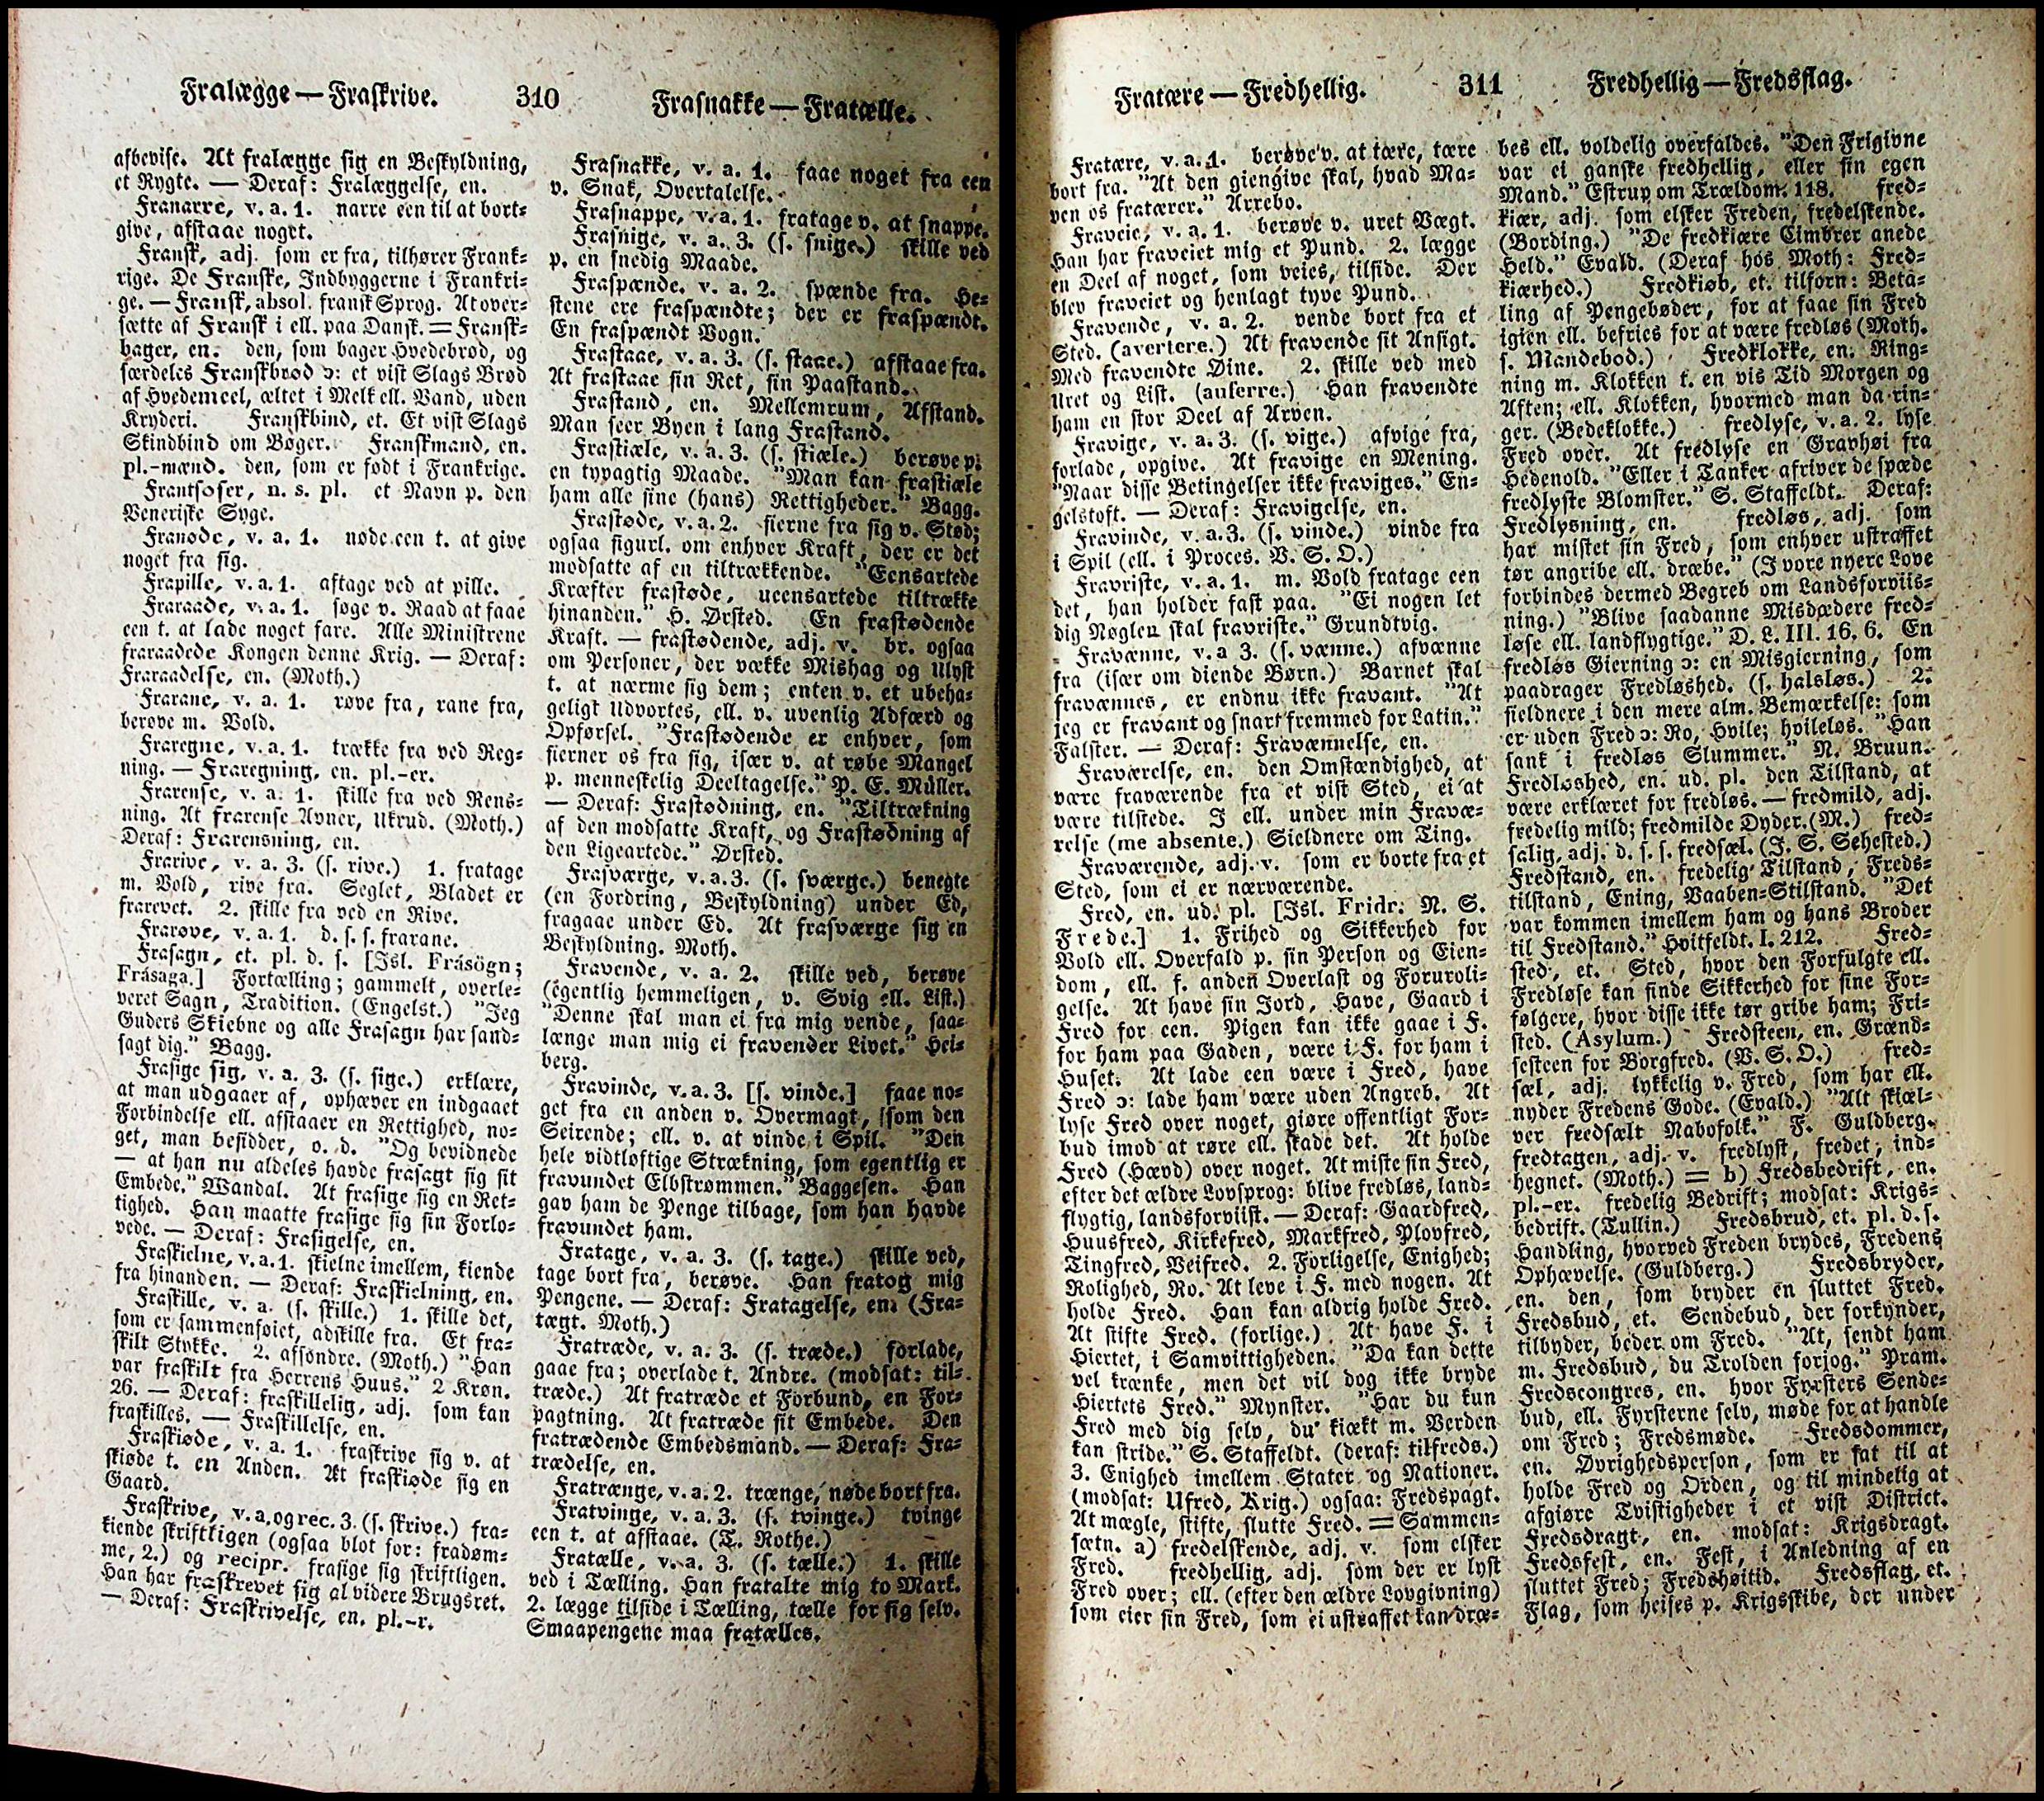 Fralægge — Fraskrive.
310
Frasnakke — Fratælle.
afbevise. At fralægge sig en Beskyldning,
et Rygte. — Deraf: Fralæggelse, en.
Franarre, v. a. 1. narre een til at bort-
give, afstaae noget.
Fransk, adj. som er fra, tilhører Frank-
rige. De Franske, Indbyggerne i Frankri-
ge. — Fransk, absol. fransk Sprog. At over-
sætte af Fransk i ell. paa Dansk. = Fransk-
bager, en. den, som bager Hvedebrød, og
særdeles Franskbrød ɔ: et vist Slags Brød
af Hvedemeel, æltet i Melk ell. Vand, uden
Kryderi. Franskbind, et. Et vist Slags
Skindbind om Bøger. Franskmand, en.
pl.-mænd. den, som er født i Frankrige.
Frantsoser, n. s. pl. et Navn p. den
Veneriske Syge.
Franøde, v. a. 1. nøde een t. at give
noget fra sig.
Frapille, v. a. 1. aftage ved at pille.
Fraraade, v. a. 1. søge v. Raad at faae
een t. at lade noget fare. Alle Ministrene
fraraadede Kongen denne Krig. — Deraf:
Fraraadelse, en. (Moth.)
Frarane, v. a. 1. røve fra, rane fra,
berøve m. Vold.
Fraregne, v. a. 1. trække fra ved Reg-
ning. — Fraregning, en. pl.-er.
Frarense, v. a. 1. skille fra ved Rens-
ning. At frarense Avner, Ukrud. (Moth.)
Deraf: Frarensning, en.
Frarive, v. a. 3. (s. rive.) 1. fratage
m. Vold, rive fra. Seglet, Bladet er
frarevet. 2. skille fra ved en Rive.
Frarøve, v. a. 1. d. s. s. frarane.
Frasagn, et. pl. d. s. [Isl. Frásögn;
Frásaga.] Fortælling; gammelt, overle-
veret Sagn, Tradition. (Engelst.) "Jeg
Guders Skiebne og alle Frasagn har sand-
sagt dig." Bagg.
Frasige sig, v. a. 3. (s. sige.) erklære,
at man udgaaer af, ophæver en indgaaet
Forbindelse ell. afstaaer en Rettighed, no-
get, man besidder, o. d. "Og bevidnede
— at han nu aldeles havde frasagt sig sit
Embede." Wandal. At frasige sig en Ret-
tighed. Han maatte frasige sig sin Forlo-
vede. — Deraf: Frasigelse, en.
Fraskielne, v. a. 1. skielne imellem, kiende
fra hinanden. — Deraf: Fraskielning, en.
Fraskille, v. a. (s. skille.) 1. skille det,
som er sammenføiet, adskille fra. Et fra-
skilt Stykke. 2. affondre. (Moth.) "Han
var fraskilt fra Herrens Huus." 2 Krøn.
26. — Deraf: fraskillelig, adj. som kan
fraskilles. — Fraskillelse, en.
Fraskiøde, v. a. 1. fraskrive sig v. at
skiøde t. en Anden. At fraskiøde sig en
Gaard.
Fraskrive, v. a. og rec. 3. (s. skrive.) fra-
kiende skriftligen (ogsaa blot for: fradøm-
me, 2.) og recipr. frasige sig skriftligen.
Han har fraskrevet sig al videre Brugsret.
— Deraf: Fraskrivelse, en. pl.-r.
Frasnakke, v. a. 1. faae noget fra een
v. Snak, Overtalelse.
Frasnappe, v. a. 1. fratage v. at snappe.
Frasnige, v. a. 3. (s. snige.) skille ved
p. en snedig Maade.
Fraspænde. v. a. 2. spænde fra. He-
stene ere fraspændte; der er fraspændt.
En fraspændt Vogn.
Frastaae, v. a. 3. (s. staae.) afstaae fra.
At frastaae sin Ret, sin Paastand.
Frastand, en. Mellemrum, Afstand.
Man seer Byen i lang Frastand.
Frastiæle, v. a. 3. (s. stiæle.) berøve p.
en tyvagtig Maade. "Man kan frastiæle
ham alle sine (hans) Rettigheder." Bagg.
Frastøde, v. a. 2. fierne fra sig v. Stød;
ogsaa figurl. om enhver Kraft, der er det
modsatte af en tiltrækkende. "Eensartede
Kræfter frastøde, ueensartede tiltrække
hinanden." H. Ørsted. En frastødende
Kraft. — frastødende, adj. v. br. ogsaa
om Personer, der vække Mishag og Ulyst
t. at nærme sig dem; enten v. et ubeha-
geligt Udvortes, ell. v. uvenlig Adfærd og
Opførsel. "Frastødende er enhver, som
fierner os fra sig, især v. at røbe Mangel
p. menneskelig Deeltagelse." P. E. Müller.
— Deraf: Frastødning, en. "Tiltrækning
af den modsatte Kraft, og Frastødning af
den Ligeartede." Ørsted.
Frasværge, v. a. 3. (s. sværge.) benegte
(en Fordring, Beskyldning) under Ed,
fragaae under Ed. At frasværge sig en
Beskyldning. Moth.
Fravende, v. a. 2. skille ved, berøve
(egentlig hemmeligen, v. Svig ell. List.)
"Denne skal man ei fra mig vende, saa-
længe man mig ei fravender Livet." Hei-
berg.
Fravinde, v. a. 3. [s. vinde.] faae no-
get fra en anden v. Overmagt, (som den
Seirende; ell. v. at vinde i Spil. "Den
hele vidtløftige Strækning, som egentlig er
fravundet Elbstrømmen." Baggesen. Han
gav ham de Penge tilbage, som han havde
fravundet ham.
Fratage, v. a. 3. (s. tage.) skille ved,
tage bort fra, berøve. Han fratog mig
Pengene. — Deraf: Fratagelse, en. (Fra-
tægt. Moth.)
Fratræde, v. a. 3. (s. træde.) forlade,
gaae fra; overlade t. Andre. (modsat: til-
træde.) At fratræde et Forbund, en For-
pagtning. At fratræde sit Embede. Den
fratrædende Embedsmand. — Deraf: Fra-
trædelse, en.
Fratrænge, v. a. 2. trænge, nøde bort fra.
Fratvinge, v. a. 3. (s. tvinge.) tvinge
een t. at afstaae. (T. Rothe.)
Fratælle, v. a. 3. (s. tælle.) 1. skille
ved i Tælling. Han fratalte mig to Mark.
2. lægge tilside i Tælling, tælle for sig selv.
Smaapengene maa fratælles.
Fratære — Fredhellig.
311
Fredhellig — Fredsflag.
Fratære, v. a. 1. berøve v. at tære, tære
bort fra. "At den giengive skal, hvad Ma-
ven os fratærer." Arrebo.
Fraveie, v. a. 1. berøve v. uret Vægt.
Han har fraveiet mig et Pund. 2. lægge
en Deel af noget, som veies, tilside. Der
blev fraveiet og henlagt tyve Pund.
Fravende, v. a. 2. vende bort fra et
Sted. (avertere.) At fravende sit Ansigt.
Med fravendte Øine. 2. skille ved med
Uret og List. (auferre.) Han fravendte
ham en stor Deel af Arven.
Fravige, v. a. 3. (s. vige.) afvige fra,
forlade, opgive. At fravige en Mening.
"Naar disse Betingelser ikke fraviges." En-
gelstoft. — Deraf: Fravigelse, en.
Fravinde, v. a. 3. (s. vinde.) vinde fra
i Spil (ell. i Proces. V. S. O.)
Fravriste, v. a. 1. m. Vold fratage een
det, han holder fast paa. "Ei nogen let
dig Nøglen skal fravriste." Grundtvig.
Fravænne, v. a 3. (s. vænne.) afvænne
fra (især om diende Børn.) Barnet skal
fravænnes, er endnu ikke fravant. "At
jeg er fravant og snart fremmed for Latin."
Falster. — Deraf: Fravænnelse, en.
Fraværelse, en. den Omstændighed, at
være fraværende fra et vist Sted, ei at
være tilstede. I ell. under min Fravæ-
relse (me absente.) Sieldnere om Ting.
Fraværende, adj. v. som er borte fra et
Sted, som ei er nærværende.
Fred, en. ud. pl. [Isl. Fridr. N. S.
Frede.] 1. Frihed og Sikkerhed for
Vold ell. Overfald p. sin Person og Eien-
dom, ell. f. anden Overlast og Foruroli-
gelse. At have sin Jord, Have, Gaard i
Fred for een. Pigen kan ikke gaae i F.
for ham paa Gaden, være i F. for ham i
Huset. At lade een være i Fred, have
Fred ɔ: lade ham være uden Angreb. At
lyse Fred over noget, giøre offentligt For-
bud imod at røre ell. skade det. At holde
Fred (Hævd) over noget. At miste sin Fred,
efter det ældre Lovsprog: blive fredløs, land-
flygtig, landsforviist. — Deraf: Gaardfred,
Huusfred, Kirkefred, Markfred, Plovfred,
Tingfred, Veifred. 2. Forligelse, Enighed;
Rolighed, Ro. At leve i F. med nogen. At
holde Fred. Han kan aldrig holde Fred.
At stifte Fred. (forlige.) At have F. i
Hiertet, i Samvittigheden. "Da kan dette
vel krænke, men det vil dog ikke bryde
Hiertets Fred." Mynster. "Har du kun
Fred med dig selv, du kiækt m. Verden
kan stride." S. Staffeldt. (deraf: tilfreds.)
3. Enighed imellem Stater og Nationer.
(modsat: Ufred, Krig.) ogsaa: Fredspagt.
At mægle, stifte, slutte Fred. = Sammen-
sætn. a) fredelskende, adj. v. som elsker
Fred. fredhellig, adj. som der er lyst
Fred over; ell. (efter den ældre Lovgivning)
som eier sin Fred, som ei ustraffet kan dræ-
bes ell. voldelig overfaldes. "Den Frigivne
var ei ganske fredhellig, eller sin egen
Mand." Estrup om Trældom. 118. fred-
kiær, adj. som elsker Freden, fredelskende.
(Bording.) "De fredkiære Cimbrer anede
Held." Evald. (Deraf hos Moth: Fred-
kiærhed.) Fredkiøb, et. tilforn: Beta-
ling af Pengebøder, for at faae sin Fred
igien ell. befries for at være fredløs (Moth.
s. Mandebod.) Fredklokke, en. Ring-
ning m. Klokken t. en vis Tid Morgen og
Aften; ell. Klokken, hvormed man da rin-
ger. (Bedeklokke.) fredlyse, v. a. 2. lyse
Fred over. At fredlyse en Gravhøi fra
Hedenold. "Eller i Tanker afriver de spæde
fredlyste Blomster." S. Staffeldt. Deraf:
Fredlysning, en. fredløs, adj. som
har mistet sin Fred, som enhver ustraffet
tør angribe ell. dræbe." (I vore nyere Love
forbindes dermed Begreb om Landsforviis-
ning.) "Blive saadanne Misdædere fred-
løse ell. landflygtige." D. L. III. 16. 6. En
fredløs Gierning ɔ: en Misgierning, som
paadrager Fredløshed. (s. halsløs.) 2.
sieldnere i den mere alm. Bemærkelse: som
er uden Fred ɔ: Ro, Hvile; hvileløs. "Han
sank i fredløs Slummer." N. Bruun.
Fredløshed, en. ud. pl. den Tilstand, at
være erklæret for fredløs. — fredmild, adj.
fredelig mild; fredmilde Dyder. (M.) fred-
salig, adj. d. s. s. fredsæl. (J. S. Sehested.)
Fredstand, en. fredelig Tilstand, Freds-
tilstand, Ening, Vaaben-Stilstand. "Det
var kommen imellem ham og hans Broder
til Fredstand." Hvitfeldt. I. 212. Fred-
sted, et. Sted, hvor den Forfulgte ell.
Fredløse kan finde Sikkerhed for sine For-
følgere, hvor disse ikke tør gribe ham; Fri-
sted. (Asylum.) Fredsteen, en. Grænd-
sesteen for Borgfred. (V. S. O.) fred-
sæl, adj. lykkelig v. Fred, som har ell.
nyder Fredens Gode. (Evald.) "Alt skiæl-
ver fredsælt Nabofolk." F. Guldberg.
fredtagen, adj. v. fredlyst, fredet, ind-
hegnet. (Moth.) = b) Fredsbedrift, en.
pl.-er. fredelig Bedrift; modsat: Krigs-
bedrift. (Tullin.) Fredsbrud, et. pl. d. s.
Handling, hvorved Freden brydes, Fredens
Ophævelse. (Guldberg.) Fredsbryder,
en. den, som bryder en sluttet Fred.
Fredsbud, et. Sendebud, der forkynder,
tilbyder, beder om Fred. "At, sendt ham
m. Fredsbud, du Trolden forjog." Pram.
Fredscongres, en. hvor Fyrsters Sende-
bud, ell. Fyrsterne selv, møde for at handle
om Fred; Fredsmøde. Fredsdommer,
en. Øvrighedsperson, som er sat til at
holde Fred og Orden, og til mindelig at
afgiøre Tvistigheder i et vist District.
Fredsdragt, en. modsat: Krigsdragt.
Fredsfest, en. Fest, i Anledning af en
sluttet Fred; Fredshøitid. Fredsflag, et.
Flag, som heises p. Krigsskibe, der under